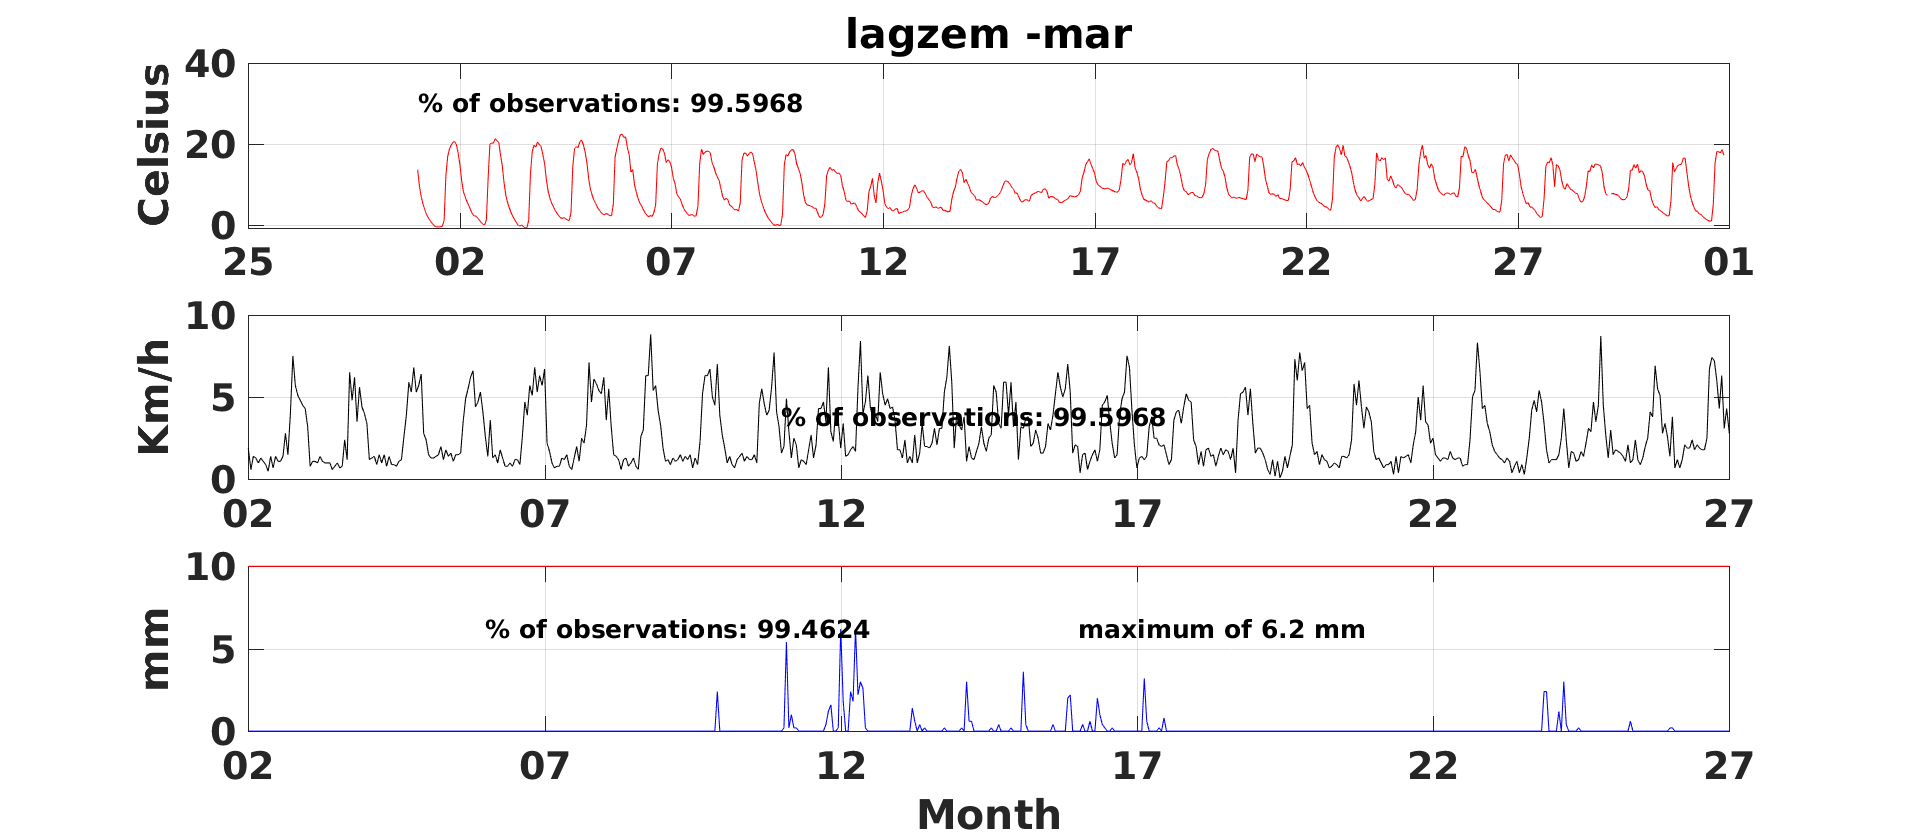 lagzem -mar
Celsius
40
20
0
% of observations: 99.5968
25 02 07 12 17 22 27 01
Km/h
10
5
0
% of observations: 99.5968
02 07 12 17 22 27
mm
10
5
0
% of observations: 99.4624 maximum of 6.2 mm
02 07 12 17 22 27
Month